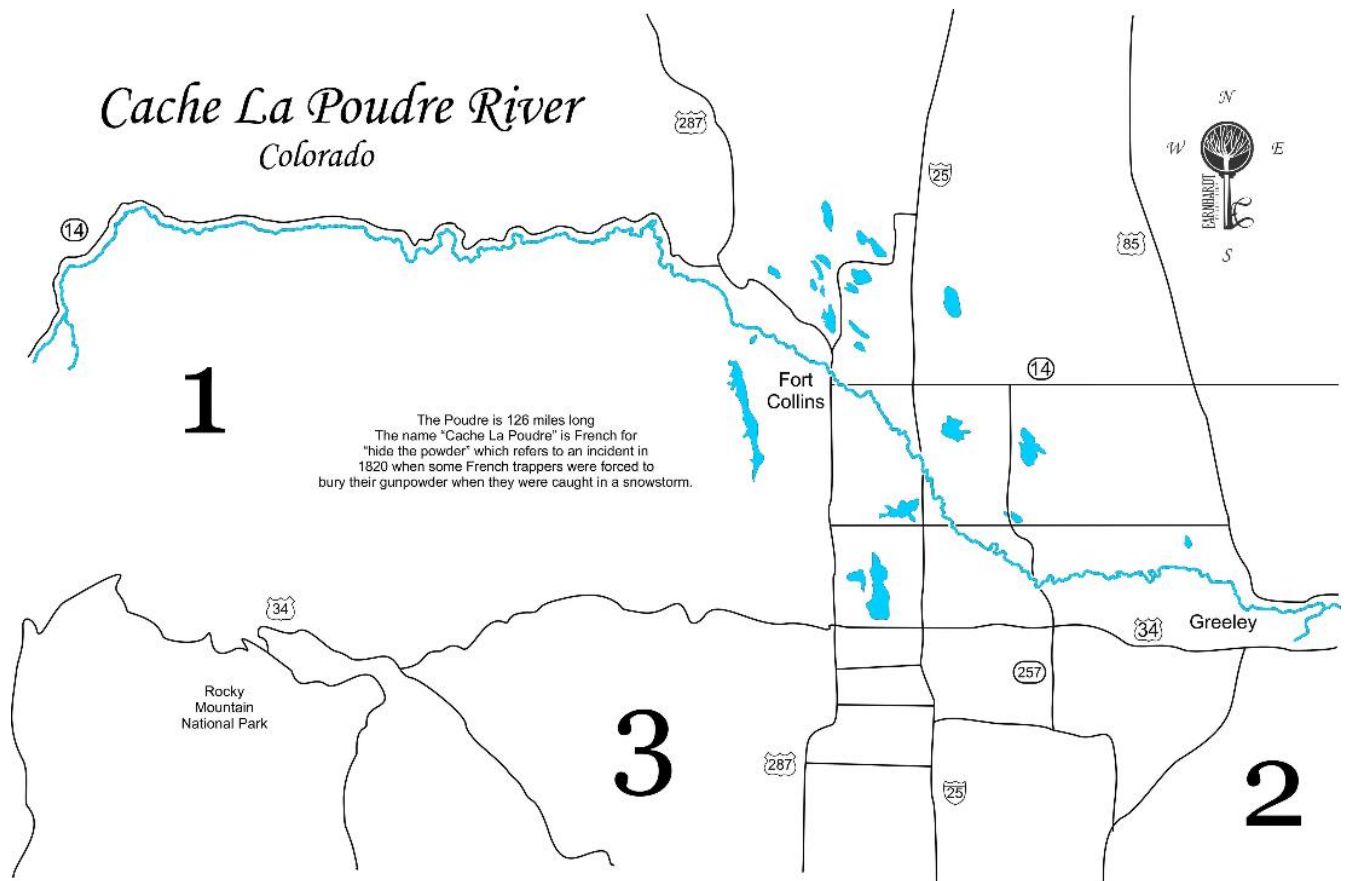 Cache La Poudre River
Colorado
N
W
E
S
BARNHARDT
287
25
14
85
14
1
Fort
Collins
The Poudre is 126 miles long
The name “Cache La Poudre” is French for
“hide the powder” which refers to an incident in
1820 when some French trappers were forced to
bury their gunpowder when they were caught in a snowstorm.
34
Greeley
34
257
Rocky
Mountain
National Park
3
287
25
2